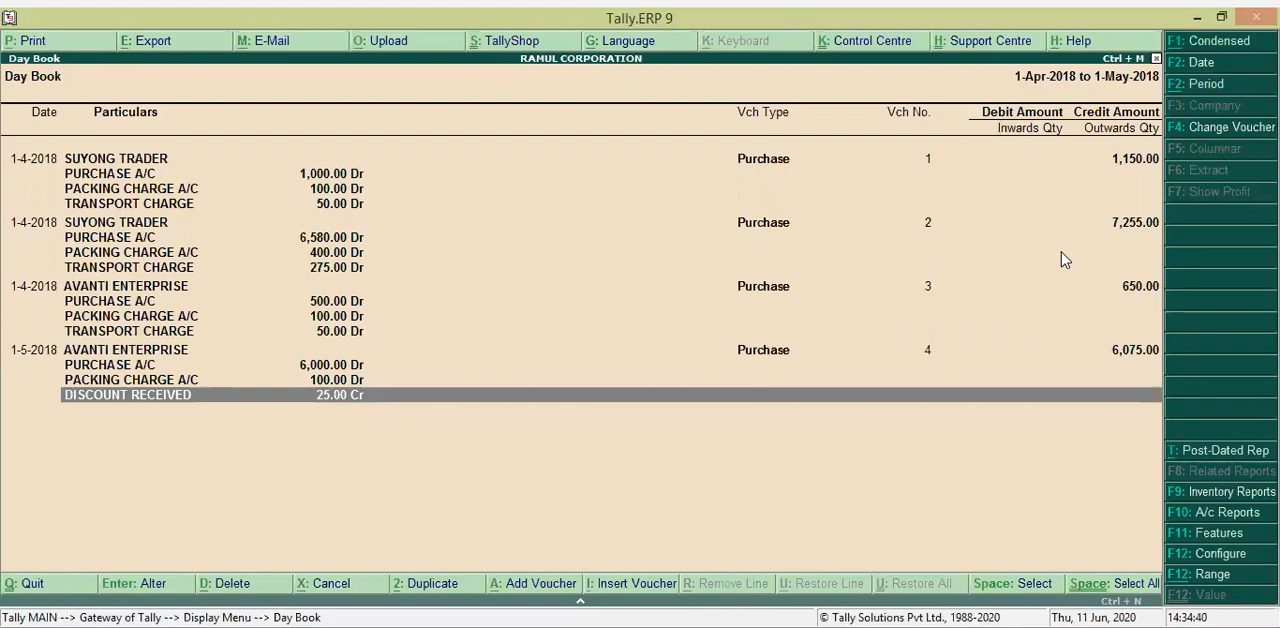 Tally.ERP 9
P: Print E: Export M: E-Mail O: Upload S: TallyShop G: Language K: Keyboard K: Control Centre H: Support Centre H: Help
Day Book RAMUL CORPORATION Ctrl + M
Day Book 1-Apr-2018 to 1-May-2018
Date Particulars Vch Type Vch No. Debit Amount Credit Amount
Inwards Qty Outwards Qty
1-4-2018 SUYONG TRADER Purchase 1 1,150.00
PURCHASE A/C 1,000.00 Dr
PACKING CHARGE A/C 100.00 Dr
TRANSPORT CHARGE 50.00 Dr
1-4-2018 SUYONG TRADER Purchase 2 7,255.00
PURCHASE A/C 6,580.00 Dr
PACKING CHARGE A/C 400.00 Dr
TRANSPORT CHARGE 275.00 Dr
1-4-2018 AVANTI ENTERPRISE Purchase 3 650.00
PURCHASE A/C 500.00 Dr
PACKING CHARGE A/C 100.00 Dr
TRANSPORT CHARGE 50.00 Dr
1-5-2018 AVANTI ENTERPRISE Purchase 4 6,075.00
PURCHASE A/C 6,000.00 Dr
PACKING CHARGE A/C 100.00 Dr
DISCOUNT RECEIVED 25.00 Cr
F1: Condensed
F2: Date
F2: Period
F3: Company
F4: Change Voucher
F5: Columnar
F6: Extract
F7: Show Profit
T: Post-Dated Rep
F8: Related Reports
F9: Inventory Reports
F10: A/c Reports
F11: Features
F12: Configure
F12: Range
F12: Value
Q: Quit Enter: Alter D: Delete X: Cancel 2: Duplicate A: Add Voucher I: Insert Voucher R: Remove Line U: Restore Line U: Restore All Space: Select Space: Select All
Ctrl + N
Tally MAIN --> Gateway of Tally --> Display Menu --> Day Book © Tally Solutions Pvt Ltd., 1988-2020 Thu, 11 Jun, 2020 14:34:40